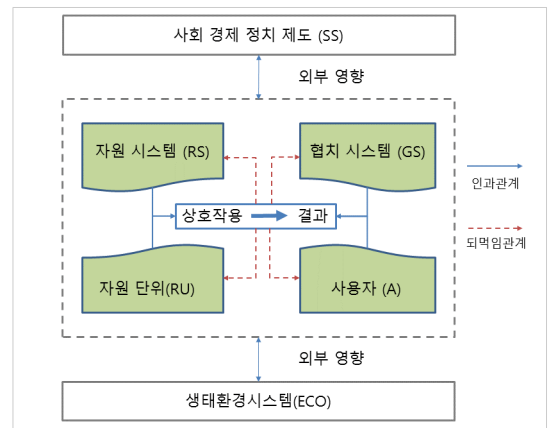 사회 경제 정치 제도 (SS)
외부 영향
자원 시스템 (RS)
협치 시스템 (GS)
인과관계
상호작용 결과
되먹임관계
자원 단위(RU)
사용자 (A)
외부 영향
생태환경시스템(ECO)